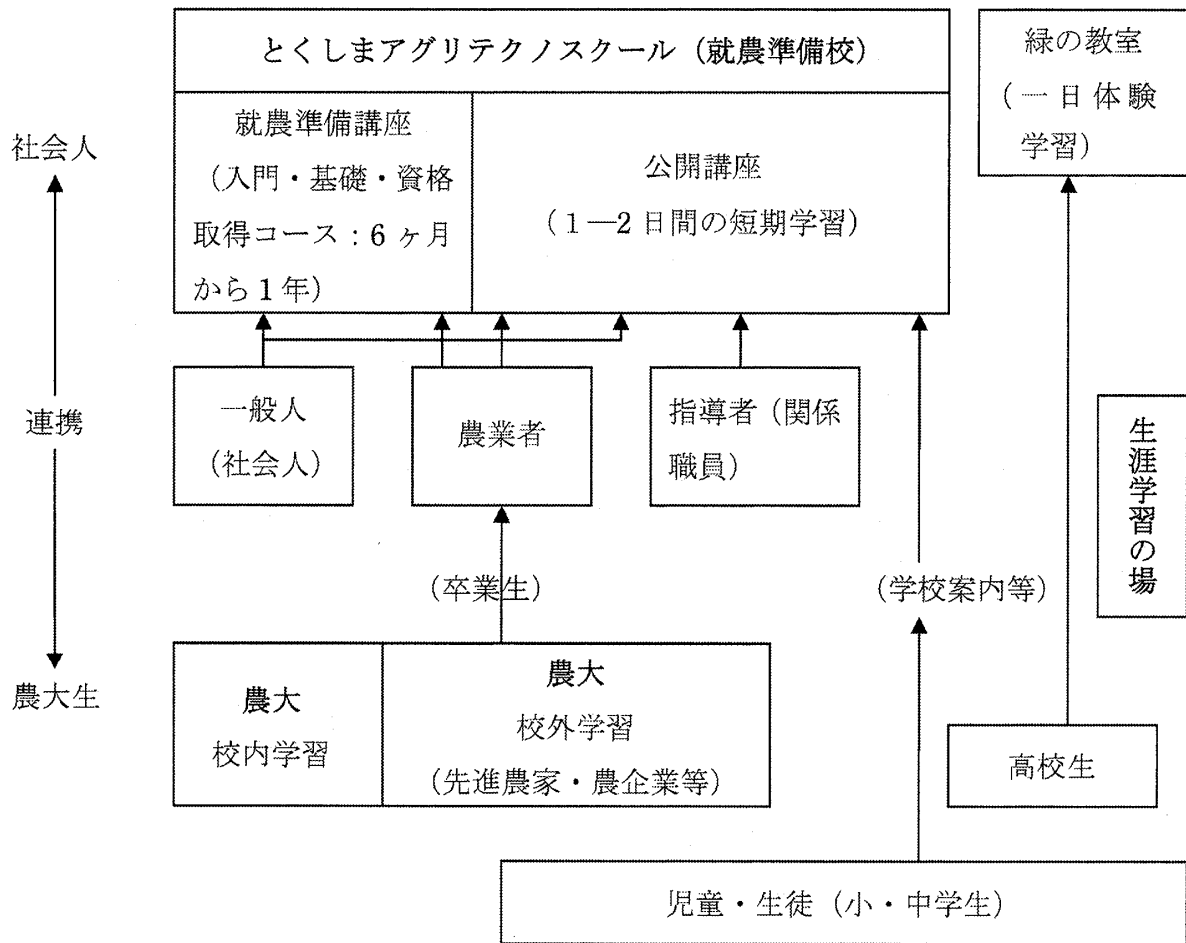 とくしまアグリテクノスクール（就農準備校）
緑の教室
（一日体験
学習）
就農準備講座
（入門・基礎・資格
取得コース：6ヶ月
から1年）
公開講座
（1—2日間の短期学習）
社会人
連携
農大生
一般人
（社会人）
農業者
指導者（関係
職員）
生涯学習の場
（卒業生）
（学校案内等）
農大
校内学習
農大
校外学習
（先進農家・農企業等）
高校生
児童・生徒（小・中学生）